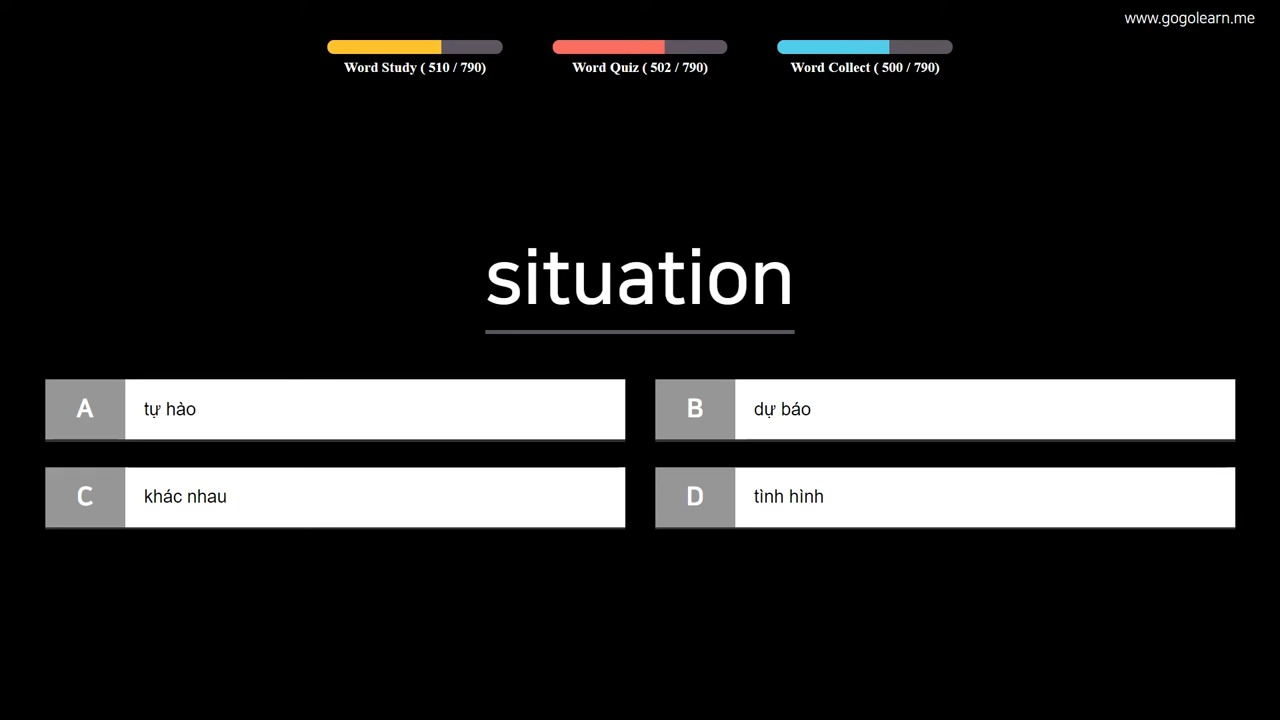 www.gogolearn.me
Word Study ( 510 / 790)
Word Quiz ( 502 / 790)
Word Collect ( 500 / 790)
situation
A tự hào
B dự báo
C khác nhau
D tình hình